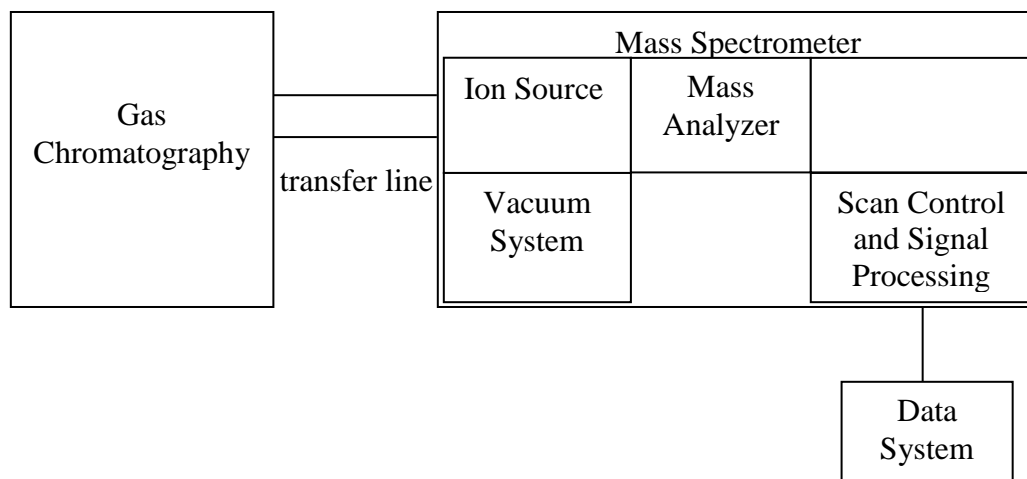 Mass Spectrometer
Gas
Chromatography
transfer line
Ion Source
Mass
Analyzer
Vacuum
System
Scan Control
and Signal
Processing
Data
System